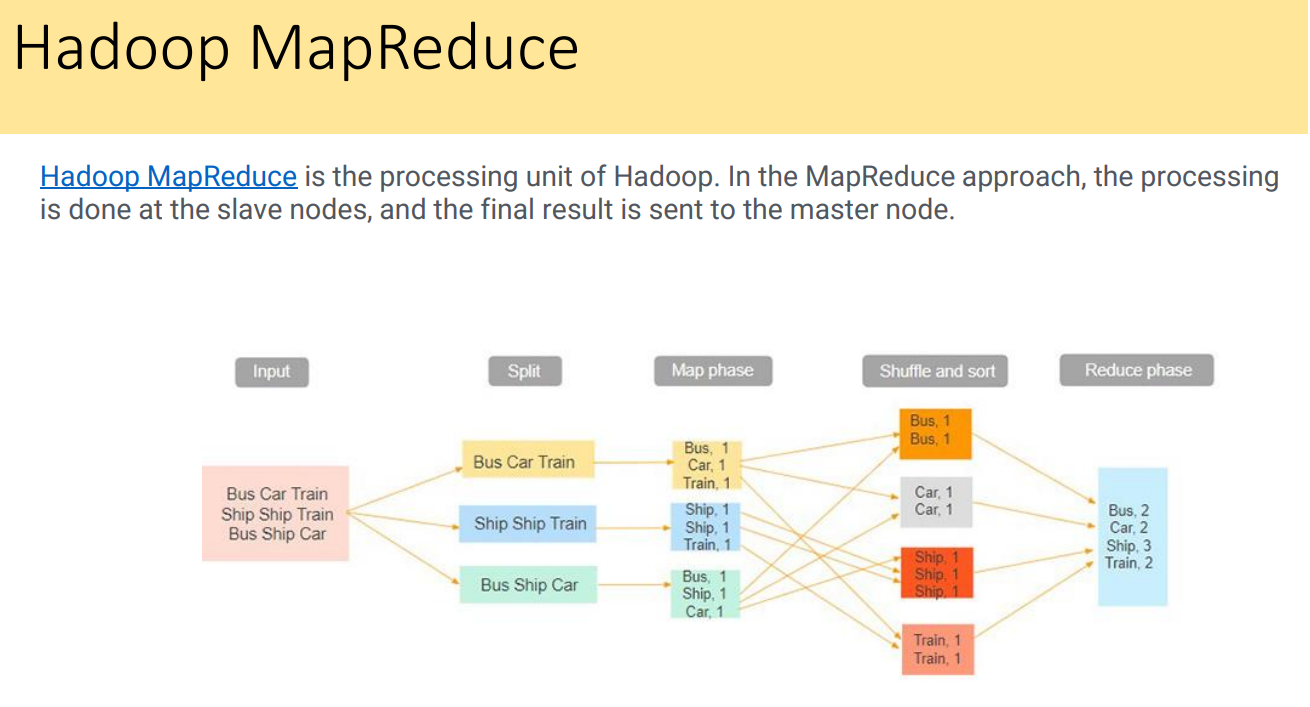 Hadoop MapReduce
Hadoop MapReduce is the processing unit of Hadoop. In the MapReduce approach, the processing
is done at the slave nodes, and the final result is sent to the master node.
Input
Split
Map phase
Shuffle and sort
Reduce phase
Bus Car Train
Ship Ship Train
Bus Ship Car
Bus Car Train
Ship Ship Train
Bus Ship Car
Bus, 1
Car, 1
Train, 1
Ship, 1
Ship, 1
Train, 1
Bus, 1
Ship, 1
Car, 1
Bus, 1
Bus, 1
Car, 1
Car, 1
Ship, 1
Ship, 1
Ship, 1
Train, 1
Train, 1
Bus, 2
Car, 2
Ship, 3
Train, 2